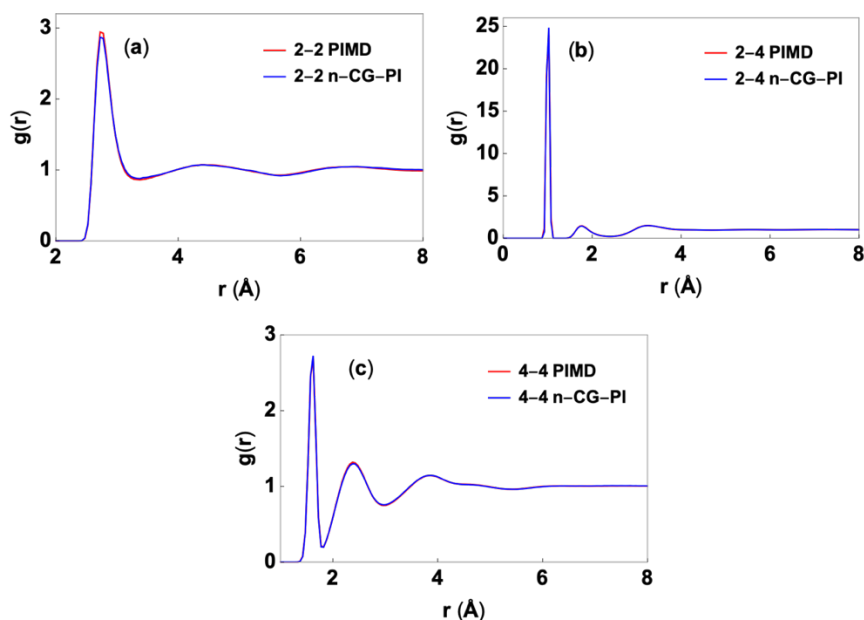 (a)
2–2 PIMD
2–2 n–CG–PI
g(r)
3
2
1
0
2 4 6 8
r (Å)
(b)
2–4 PIMD
2–4 n–CG–PI
g(r)
25
20
15
10
5
0
0 2 4 6 8
r (Å)
(c)
4–4 PIMD
4–4 n–CG–PI
g(r)
3
2
1
0
2 4 6 8
r (Å)